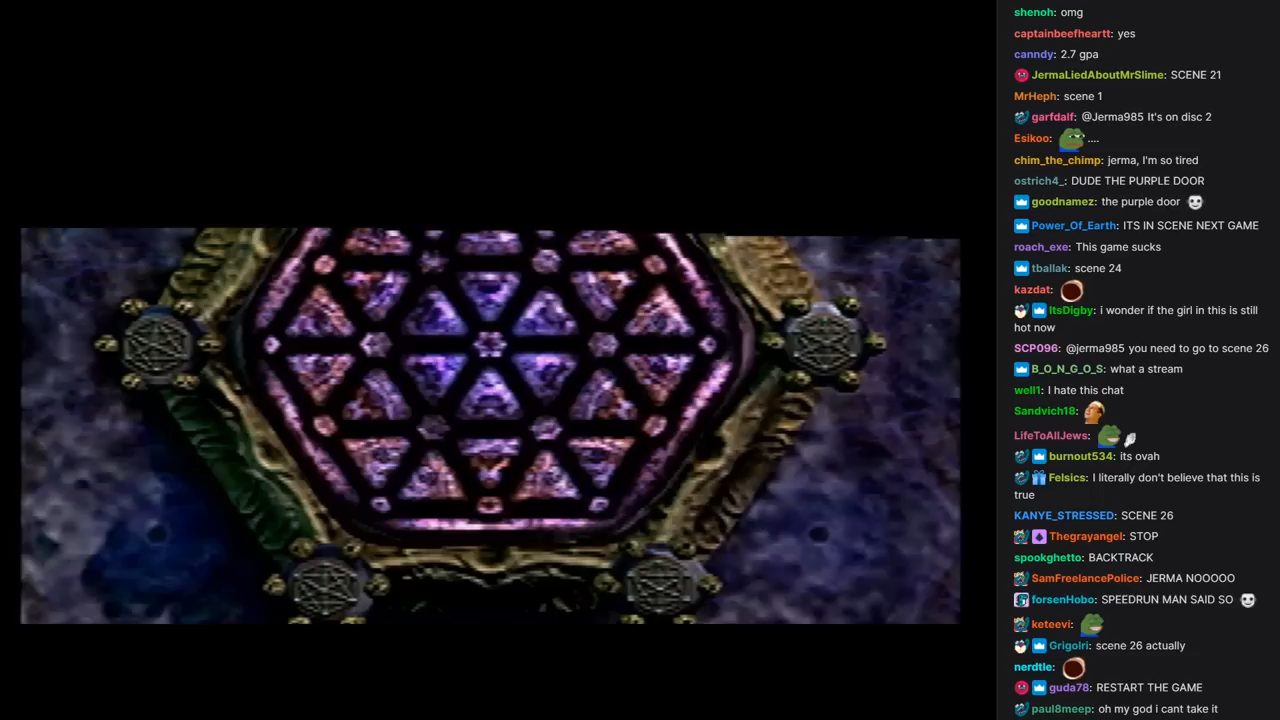 shenoh: omg
captainbeefheartt: yes
canndy: 2.7 gpa
JermaLiedAboutMrSlime: SCENE 21
MrHeph: scene 1
garfdalf: @Jerma985 It's on disc 2
Esikoo: ....
chim_the_chimp: jerma, I'm so tired
ostrich4_: DUDE THE PURPLE DOOR
goodnamez: the purple door
Power_Of_Earth: ITS IN SCENE NEXT GAME
roach_exe: This game sucks
tballak: scene 24
kazdat:
ItsDigby: i wonder if the girl in this is still
hot now
SCP096: @jerma985 you need to go to scene 26
B_O_N_G_O_S: what a stream
well1: I hate this chat
Sandvich18:
LifeToAllJews:
burnout534: its ovah
Felsics: I literally don't believe that this is
true
KANYE_STRESSED: SCENE 26
Thegrayangel: STOP
spookghetto: BACKTRACK
SamFreelancePolice: JERMA NOOOOO
forsenHobo: SPEEDRUN MAN SAID SO
keteevi:
Grigolri: scene 26 actually
nerdtle:
guda78: RESTART THE GAME
paul8meep: oh my god i cant take it